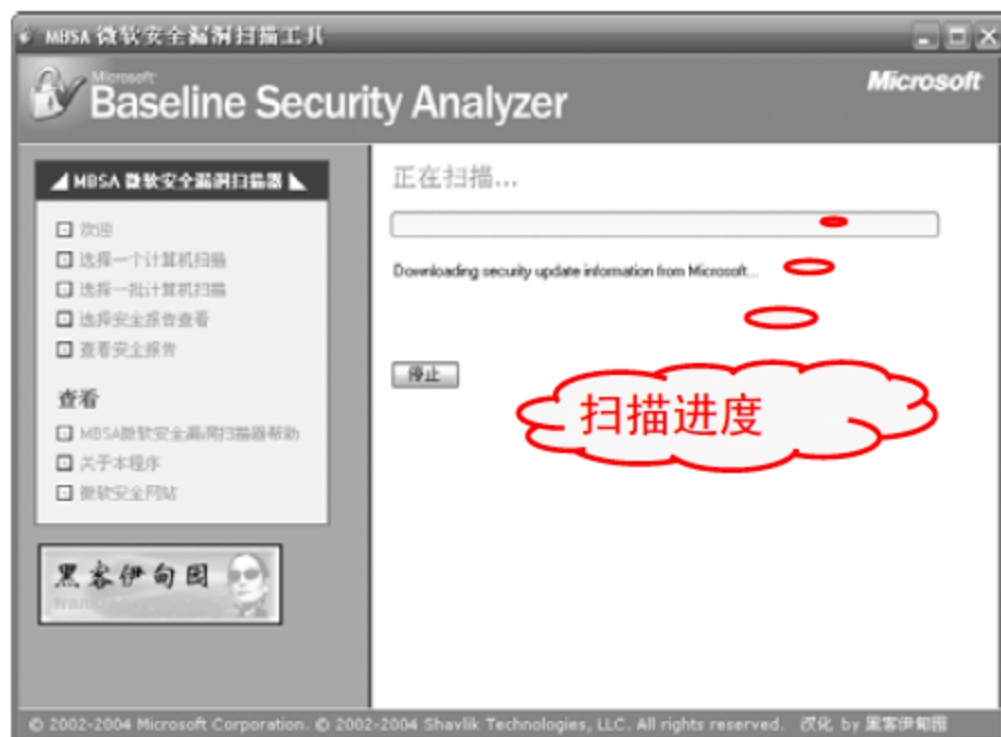 MBSA 微软安全漏洞扫描工具
Microsoft
Baseline Security Analyzer
Microsoft
MBSA 微软安全漏洞扫描器
欢迎
选择一个计算机扫描
选择一批计算机扫描
选择安全报告查看
查看安全报告
查看
MBSA微软安全漏洞扫描器帮助
关于本程序
微软安全网站
黑客伊甸园
正在扫描...
Downloading security update information from Microsoft...
停止
扫描进度
© 2002-2004 Microsoft Corporation. © 2002-2004 Shavlik Technologies, LLC. All rights reserved. 汉化 by 黑客伊甸园